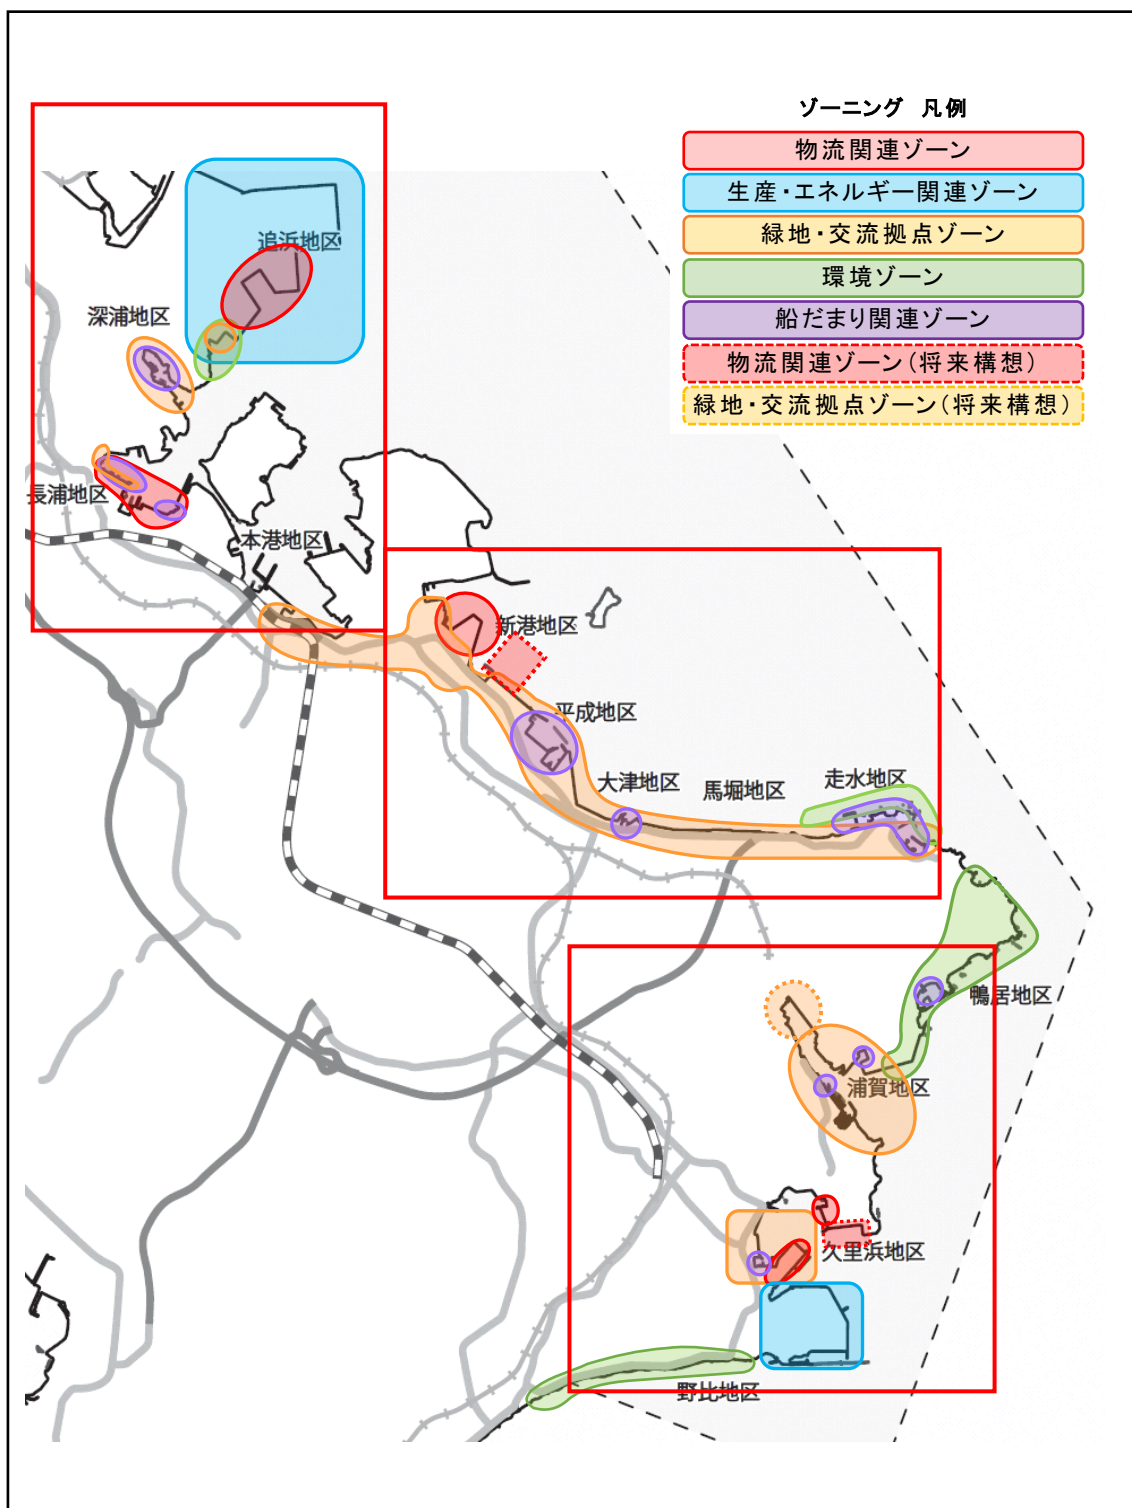 ゾーニング 凡例
物流関連ゾーン
生産・エネルギー関連ゾーン
緑地・交流拠点ゾーン
環境ゾーン
船だまり関連ゾーン
物流関連ゾーン(将来構想)
緑地・交流拠点ゾーン(将来構想)
追浜地区
深浦地区
長浦地区
本港地区
新港地区
平成地区
大津地区
馬堀地区
走水地区
鴨居地区
浦賀地区
久里浜地区
野比地区